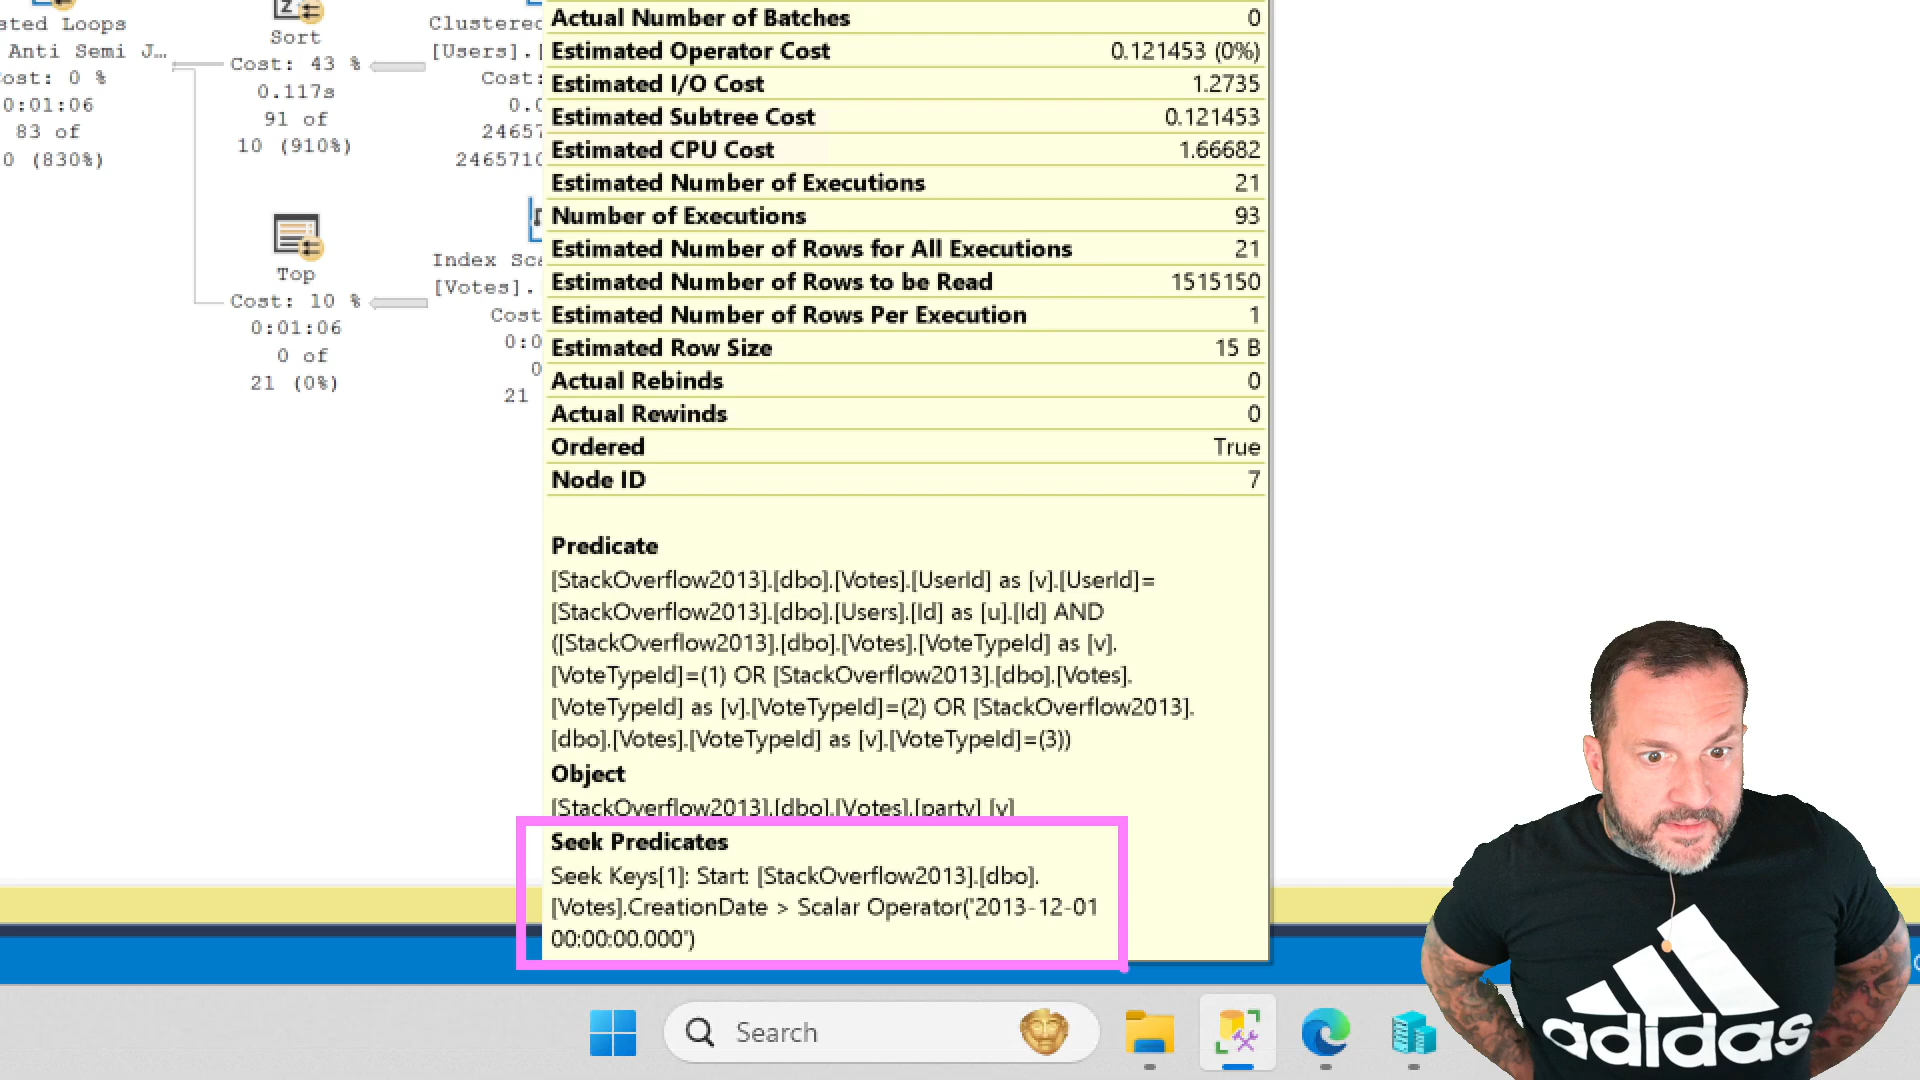 sted Loops
Anti Semi J...
ost: 0 %
0:01:06
83 of
0 (830%)
Sort
Cost: 43 %
0.117s
91 of
10 (910%)
Clustered
[Users].[
Cost:
0.0
24657
2465710
Top
Cost: 10 %
0:01:06
0 of
21 (0%)
Index Sca
[Votes].
Cost
0:0
0
21
Actual Number of Batches 0
Estimated Operator Cost 0.121453 (0%)
Estimated I/O Cost 1.2735
Estimated Subtree Cost 0.121453
Estimated CPU Cost 1.66682
Estimated Number of Executions 21
Number of Executions 93
Estimated Number of Rows for All Executions 21
Estimated Number of Rows to be Read 1515150
Estimated Number of Rows Per Execution 1
Estimated Row Size 15 B
Actual Rebinds 0
Actual Rewinds 0
Ordered True
Node ID 7
Predicate
[StackOverflow2013].[dbo].[Votes].[UserId] as [v].[UserId]=
[StackOverflow2013].[dbo].[Users].[Id] as [u].[Id] AND
([StackOverflow2013].[dbo].[Votes].[VoteTypeId] as [v].
[VoteTypeId]=(1) OR [StackOverflow2013].[dbo].[Votes].
[VoteTypeId] as [v].[VoteTypeId]=(2) OR [StackOverflow2013].
[dbo].[Votes].[VoteTypeId] as [v].[VoteTypeId]=(3))
Object
[StackOverflow2013].[dbo].[Votes].[party] [v]
Seek Predicates
Seek Keys[1]: Start: [StackOverflow2013].[dbo].
[Votes].CreationDate > Scalar Operator('2013-12-01
00:00:00.000')
Search
adidas